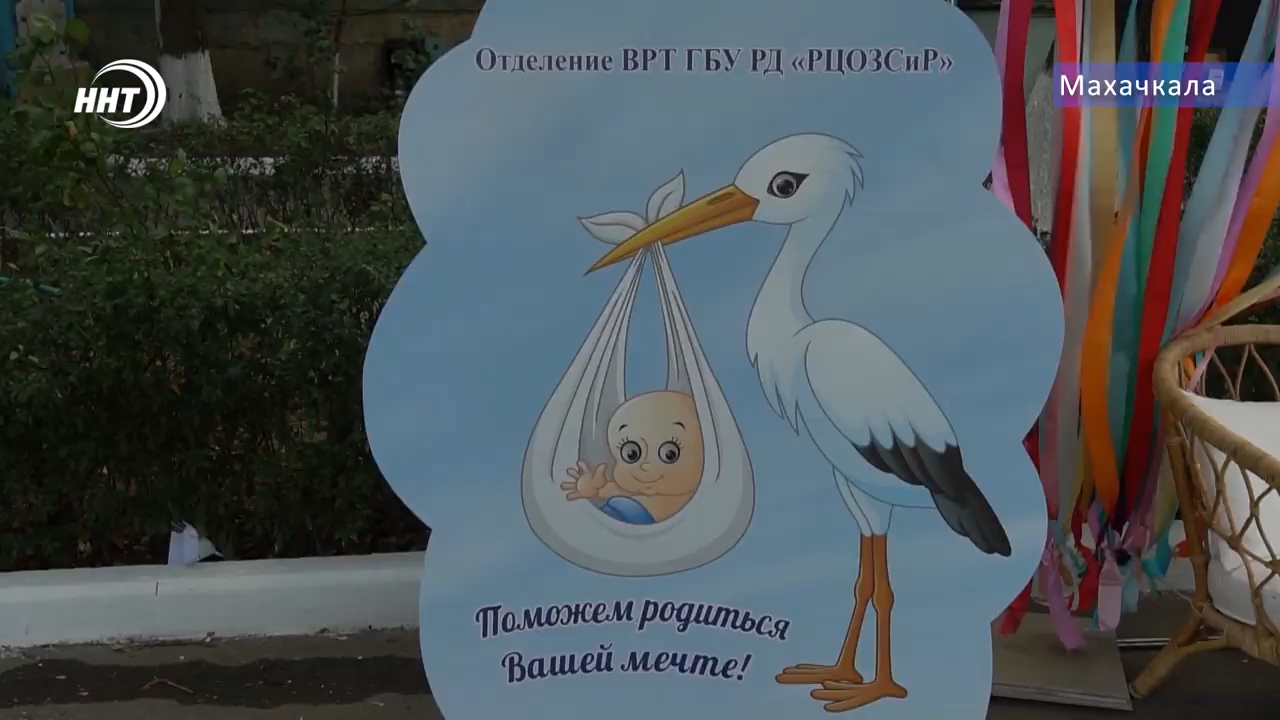 Отделение ВРТ ГБУ РД «РЦОЗСиР»
ННТ
Махачкала
Поможем родиться
Вашей мечте!